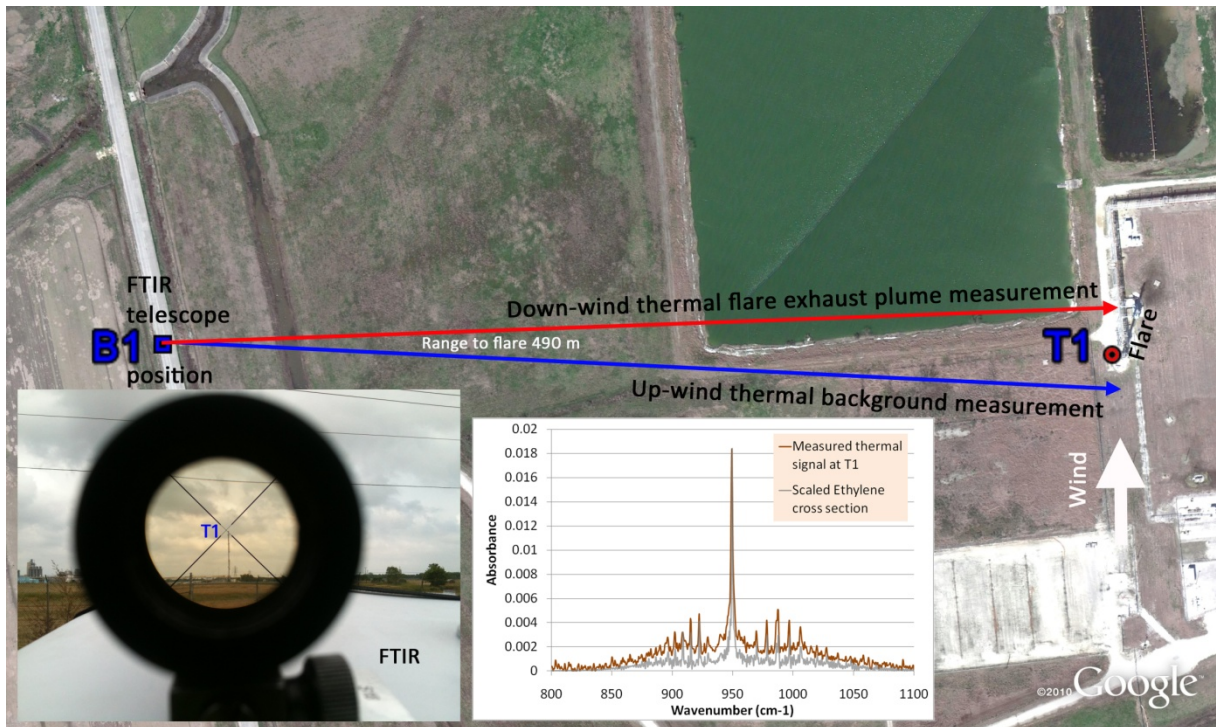 Down-wind thermal flare exhaust plume measurement
FTIR
telescope
B1
position
Range to flare 490 m
T1
Flare
Up-wind thermal background measurement
Wind
T1
FTIR
0.02
0.018
0.016
0.014
0.012
0.01
0.008
0.006
0.004
0.002
0
Absorbance
Measured thermal
signal at T1
Scaled Ethylene
cross section
800
850
900
950
1000
1050
1100
Wavenumber (cm-1)
©2010 Google